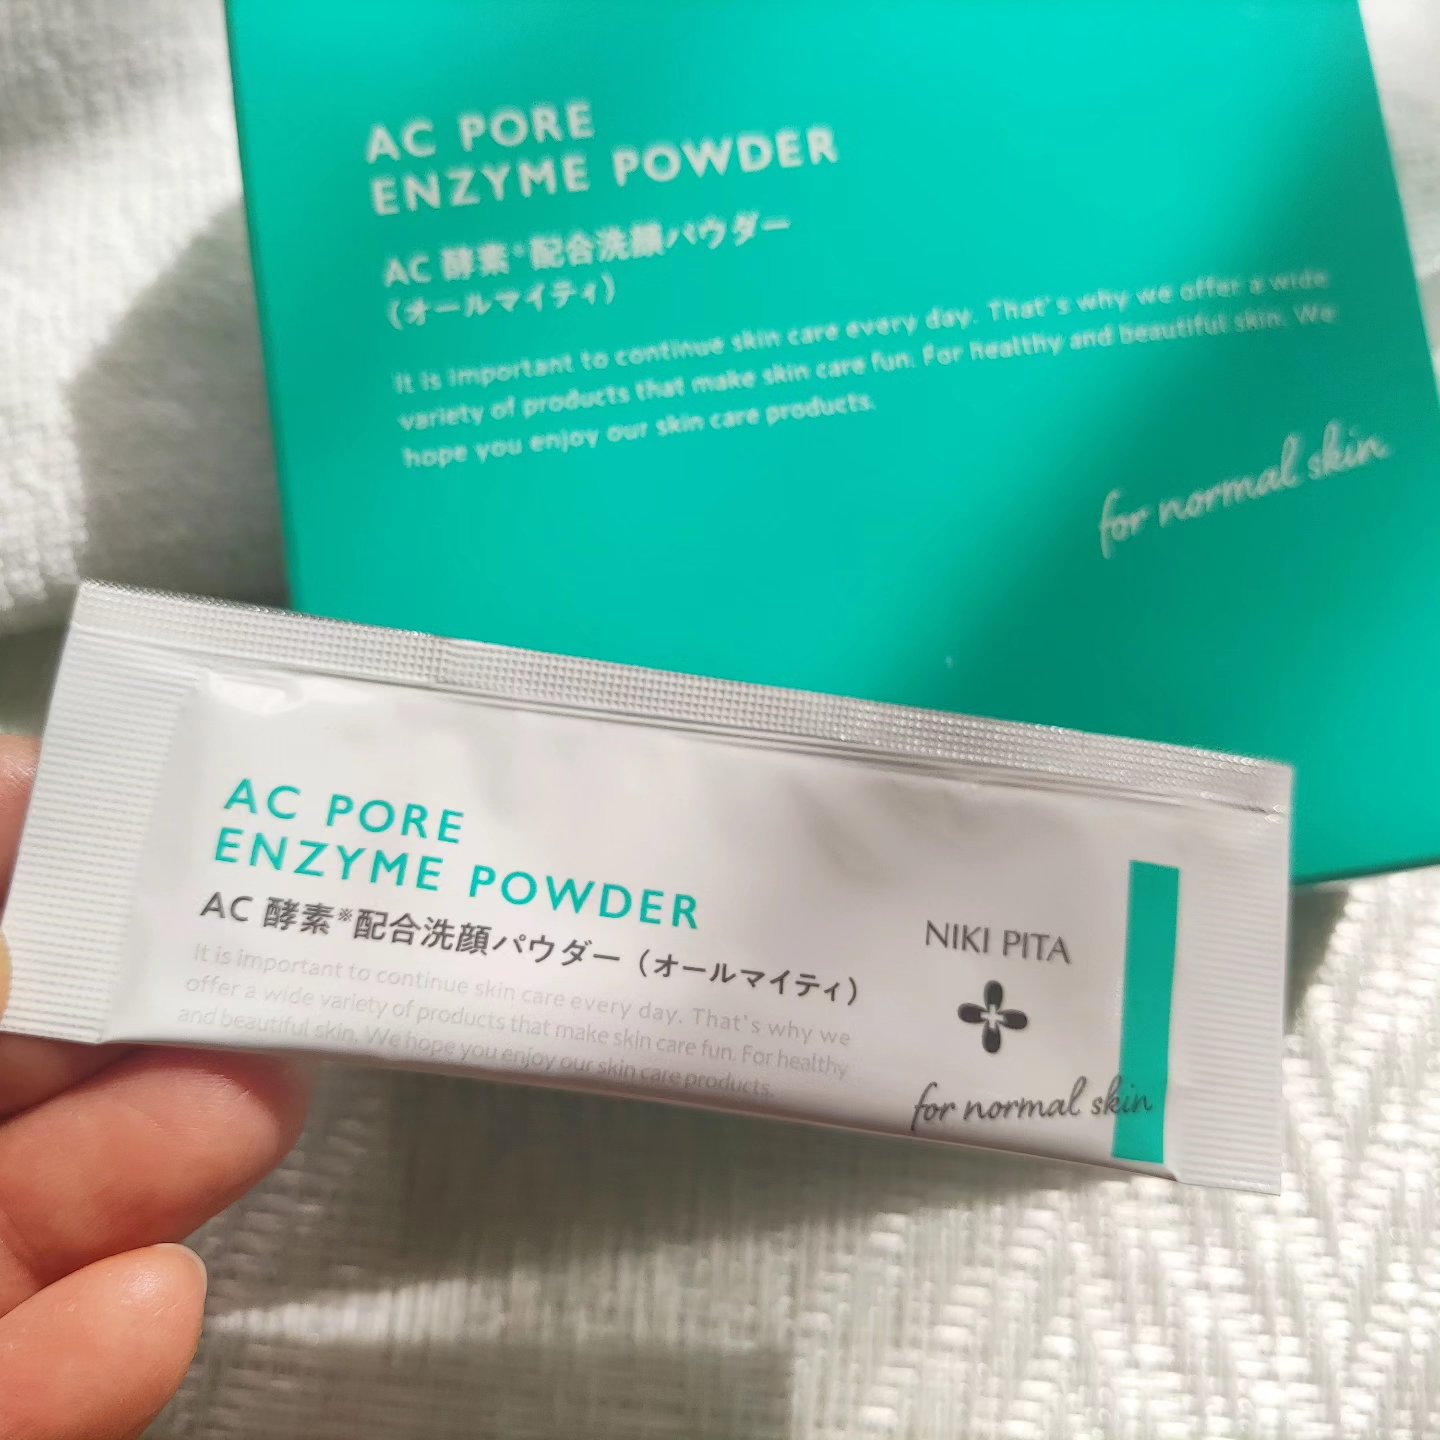 AC PORE
ENZYME POWDER
AC 酵素※配合洗顔パウダー
（オールマイティ）
It is important to continue skin care every day. That's why we offer a wide
variety of products that make skin care fun. For healthy and beautiful skin. We
hope you enjoy our skin care products.
for normal skin
AC PORE
ENZYME POWDER
AC 酵素※配合洗顔パウダー（オールマイティ）
It is important to continue skin care every day. That's why we
offer a wide variety of products that make skin care fun. For healthy
and beautiful skin. We hope you enjoy our skin care products.
NIKI PITA
for normal skin